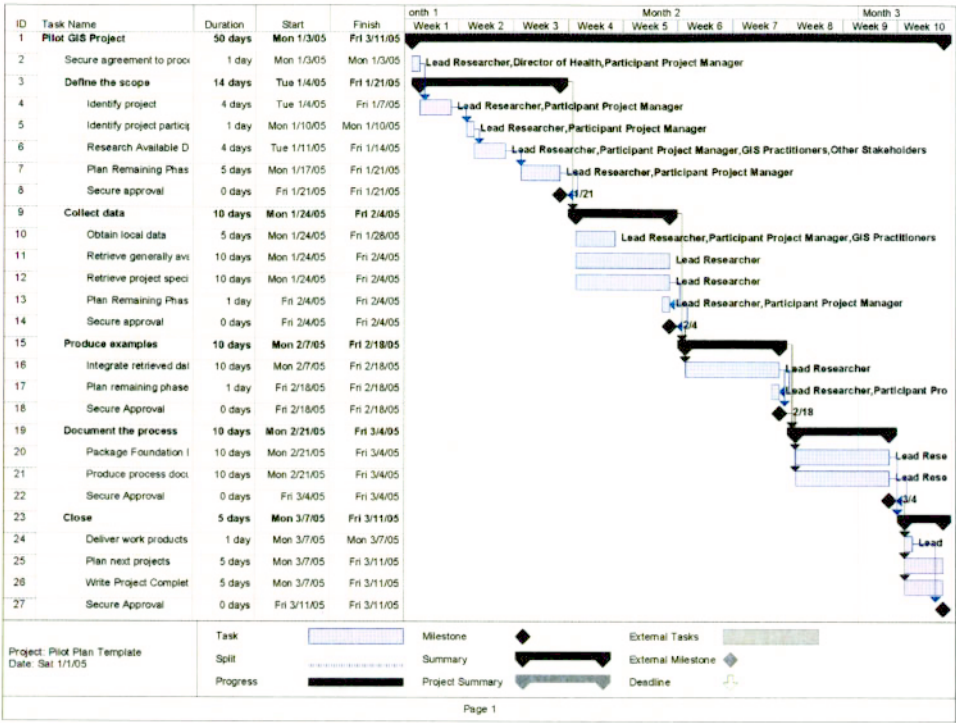 onth 1 Month 2 Month 3
ID Task Name Duration Start Finish Week 1 Week 2 Week 3 Week 4 Week 5 Week 6 Week 7 Week 8 Week 9 Week 10
1 Pilot GIS Project 50 days Mon 1/3/05 Fri 3/11/05
2 Secure agreement to proce 1 day Mon 1/3/05 Mon 1/3/05 Lead Researcher,Director of Health,Participant Project Manager
3 Define the scope 14 days Tue 1/4/05 Fri 1/21/05
4 Identify project 4 days Tue 1/4/05 Fri 1/7/05 Lead Researcher,Participant Project Manager
5 Identify project particip 1 day Mon 1/10/05 Mon 1/10/05 Lead Researcher,Participant Project Manager
6 Research Available D 4 days Tue 1/11/05 Fri 1/14/05 Lead Researcher,Participant Project Manager,GIS Practitioners,Other Stakeholders
7 Plan Remaining Phas 5 days Mon 1/17/05 Fri 1/21/05 Lead Researcher,Participant Project Manager
8 Secure approval 0 days Fri 1/21/05 Fri 1/21/05 1/21
9 Collect data 10 days Mon 1/24/05 Fri 2/4/05
10 Obtain local data 5 days Mon 1/24/05 Fri 1/28/05 Lead Researcher,Participant Project Manager,GIS Practitioners
11 Retrieve generally ava 10 days Mon 1/24/05 Fri 2/4/05 Lead Researcher
12 Retrieve project speci 10 days Mon 1/24/05 Fri 2/4/05 Lead Researcher
13 Plan Remaining Phas 1 day Fri 2/4/05 Fri 2/4/05 Lead Researcher,Participant Project Manager
14 Secure approval 0 days Fri 2/4/05 Fri 2/4/05 2/4
15 Produce examples 10 days Mon 2/7/05 Fri 2/18/05
16 Integrate retrieved dat 10 days Mon 2/7/05 Fri 2/18/05 Lead Researcher
17 Plan remaining phase 1 day Fri 2/18/05 Fri 2/18/05 Lead Researcher,Participant Pro
18 Secure Approval 0 days Fri 2/18/05 Fri 2/18/05 2/18
19 Document the process 10 days Mon 2/21/05 Fri 3/4/05
20 Package Foundation 10 days Mon 2/21/05 Fri 3/4/05 Lead Rese
21 Produce process docu 10 days Mon 2/21/05 Fri 3/4/05 Lead Rese
22 Secure Approval 0 days Fri 3/4/05 Fri 3/4/05 3/4
23 Close 5 days Mon 3/7/05 Fri 3/11/05
24 Deliver work products 1 day Mon 3/7/05 Mon 3/7/05 Lead
25 Plan next projects 5 days Mon 3/7/05 Fri 3/11/05
26 Write Project Complet 5 days Mon 3/7/05 Fri 3/11/05
27 Secure Approval 0 days Fri 3/11/05 Fri 3/11/05
Project: Pilot Plan Template
Date: Sat 1/1/05
Task Milestone External Tasks
Split Summary External Milestone
Progress Project Summary Deadline
Page 1